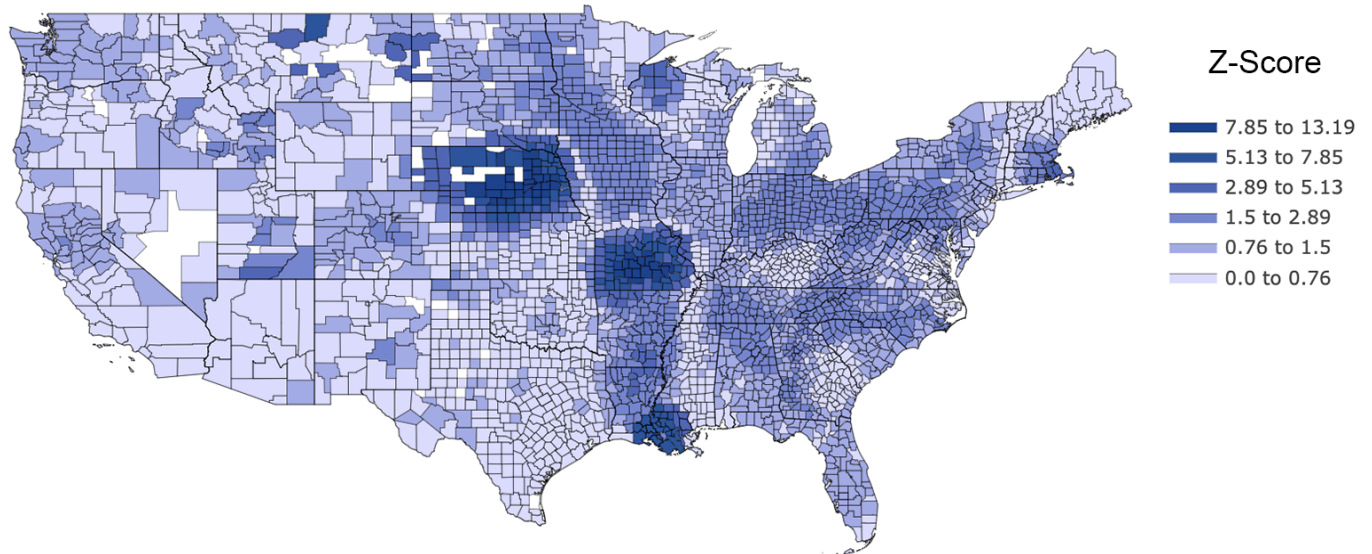 Z-Score
7.85 to 13.19
5.13 to 7.85
2.89 to 5.13
1.5 to 2.89
0.76 to 1.5
0.0 to 0.76